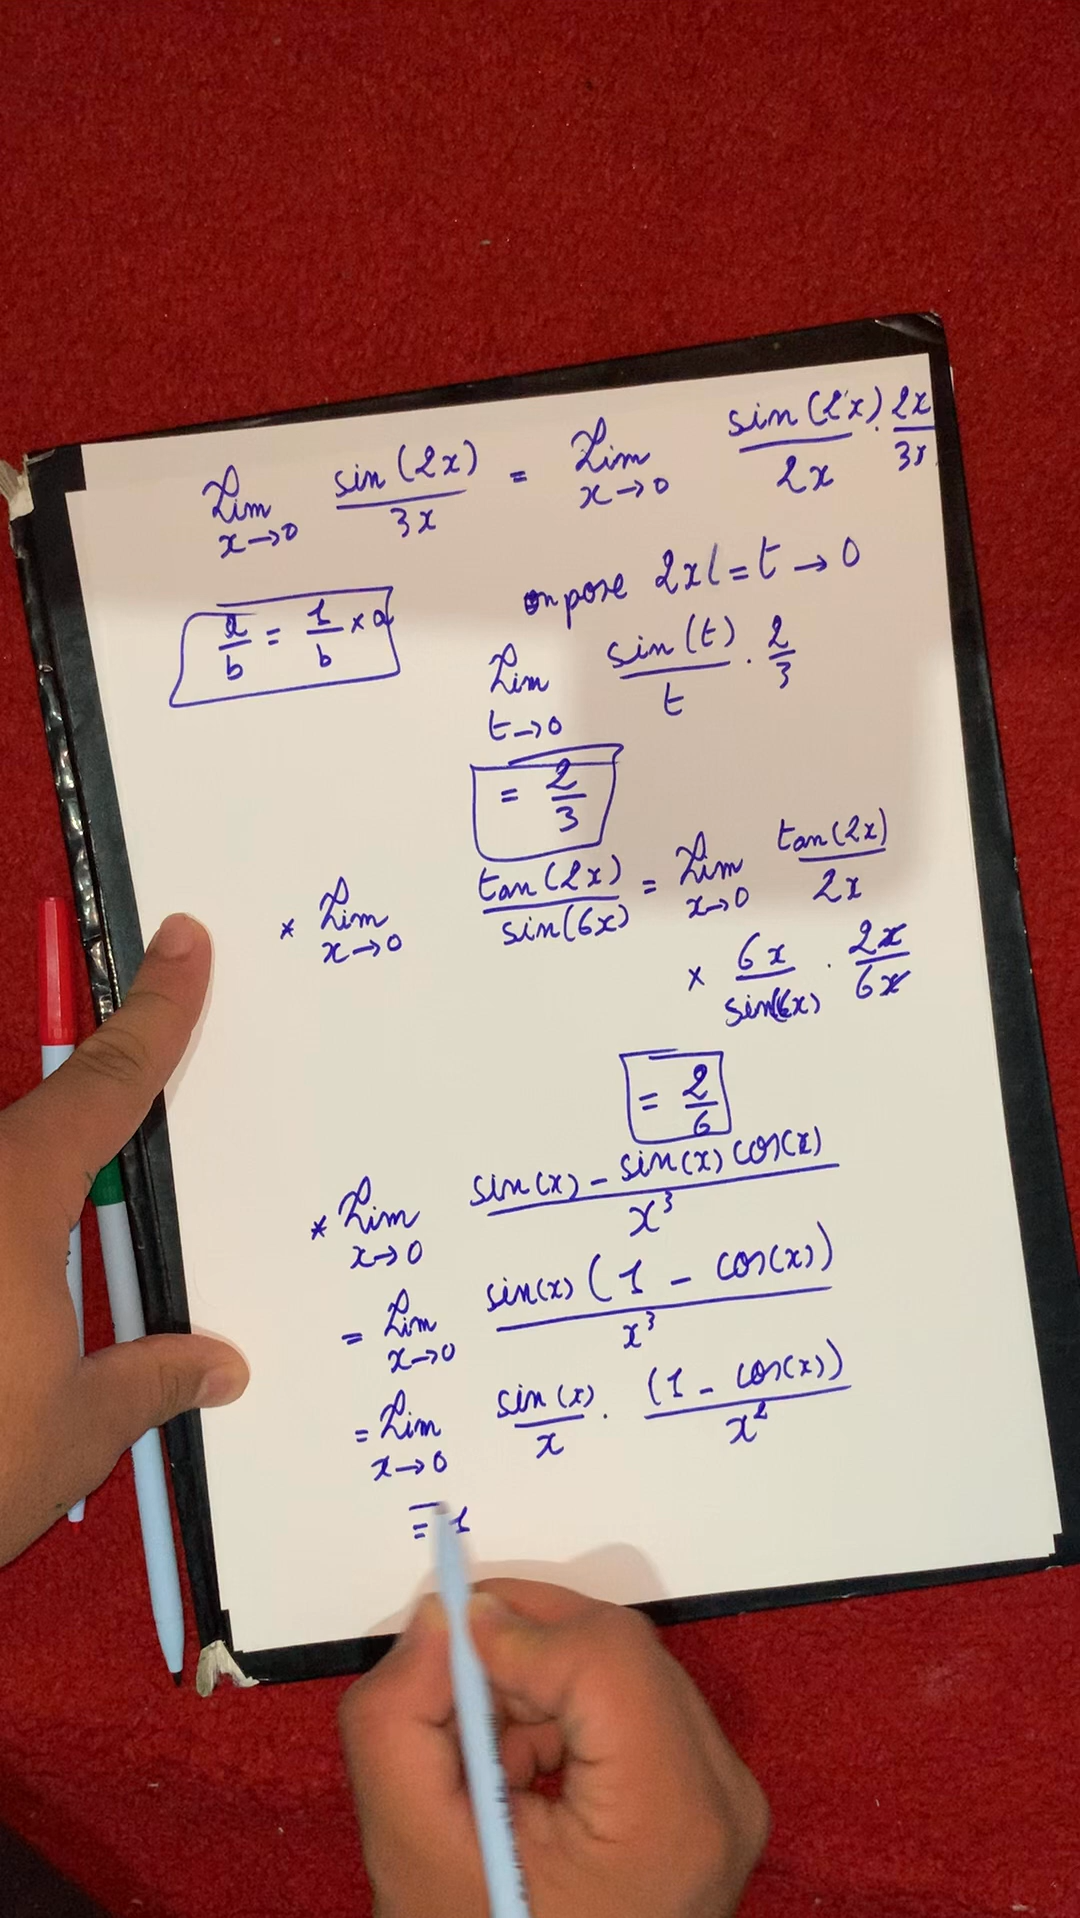 Lim x→0 sin(2x)/3x = Lim x→0 sin(2x)/2x · 2x/3x
on pose 2x = t → 0
a/b = 1/b × a
Lim t→0 sin(t)/t · 2/3
= 2/3
* Lim x→0 tan(2x)/sin(6x) = Lim x→0 tan(2x)/2x
× 6x/sin(6x) · 2x/6x
= 2/6
* Lim x→0 sin(x) - sin(x) cos(x)/x³
= Lim x→0 sin(x) (1 - cos(x))/x³
= Lim x→0 sin(x)/x · (1 - cos(x))/x²
= 1